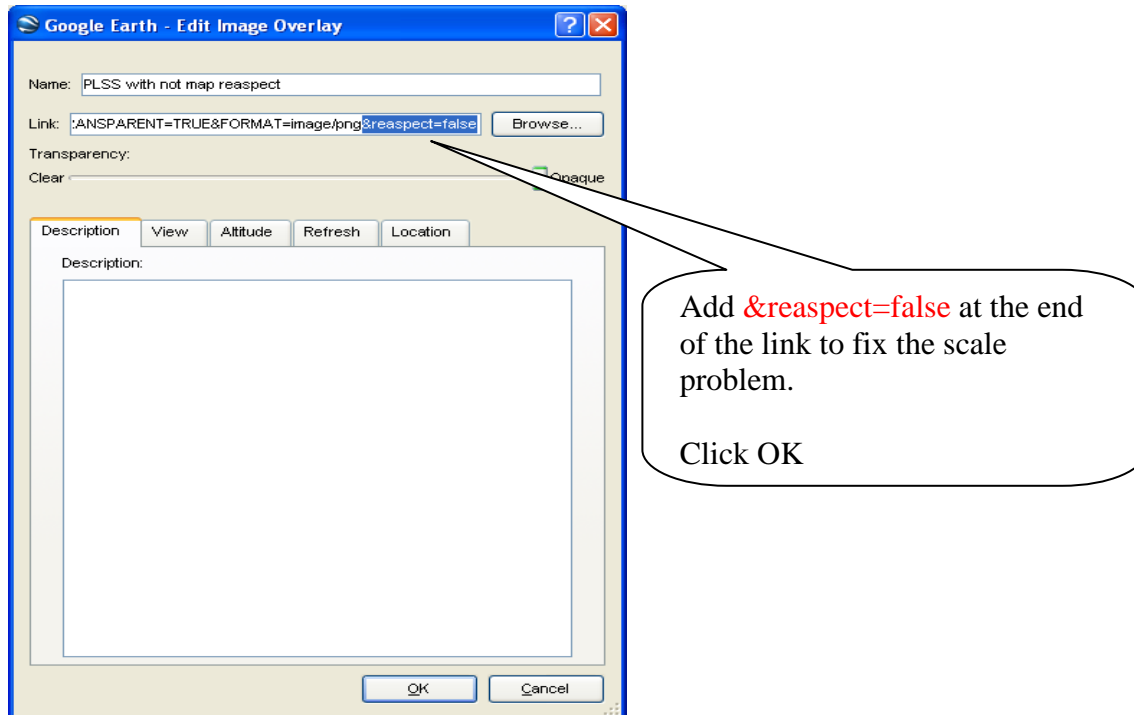 Google Earth - Edit Image Overlay
Name: PLSS with not map reaspect
Link: :ANSPARENT=TRUE&FORMAT=image/png&reaspect=false Browse...
Transparency:
Clear Opaque
Description View Altitude Refresh Location
Description:
Add &reaspect=false at the end
of the link to fix the scale
problem.
Click OK
OK Cancel